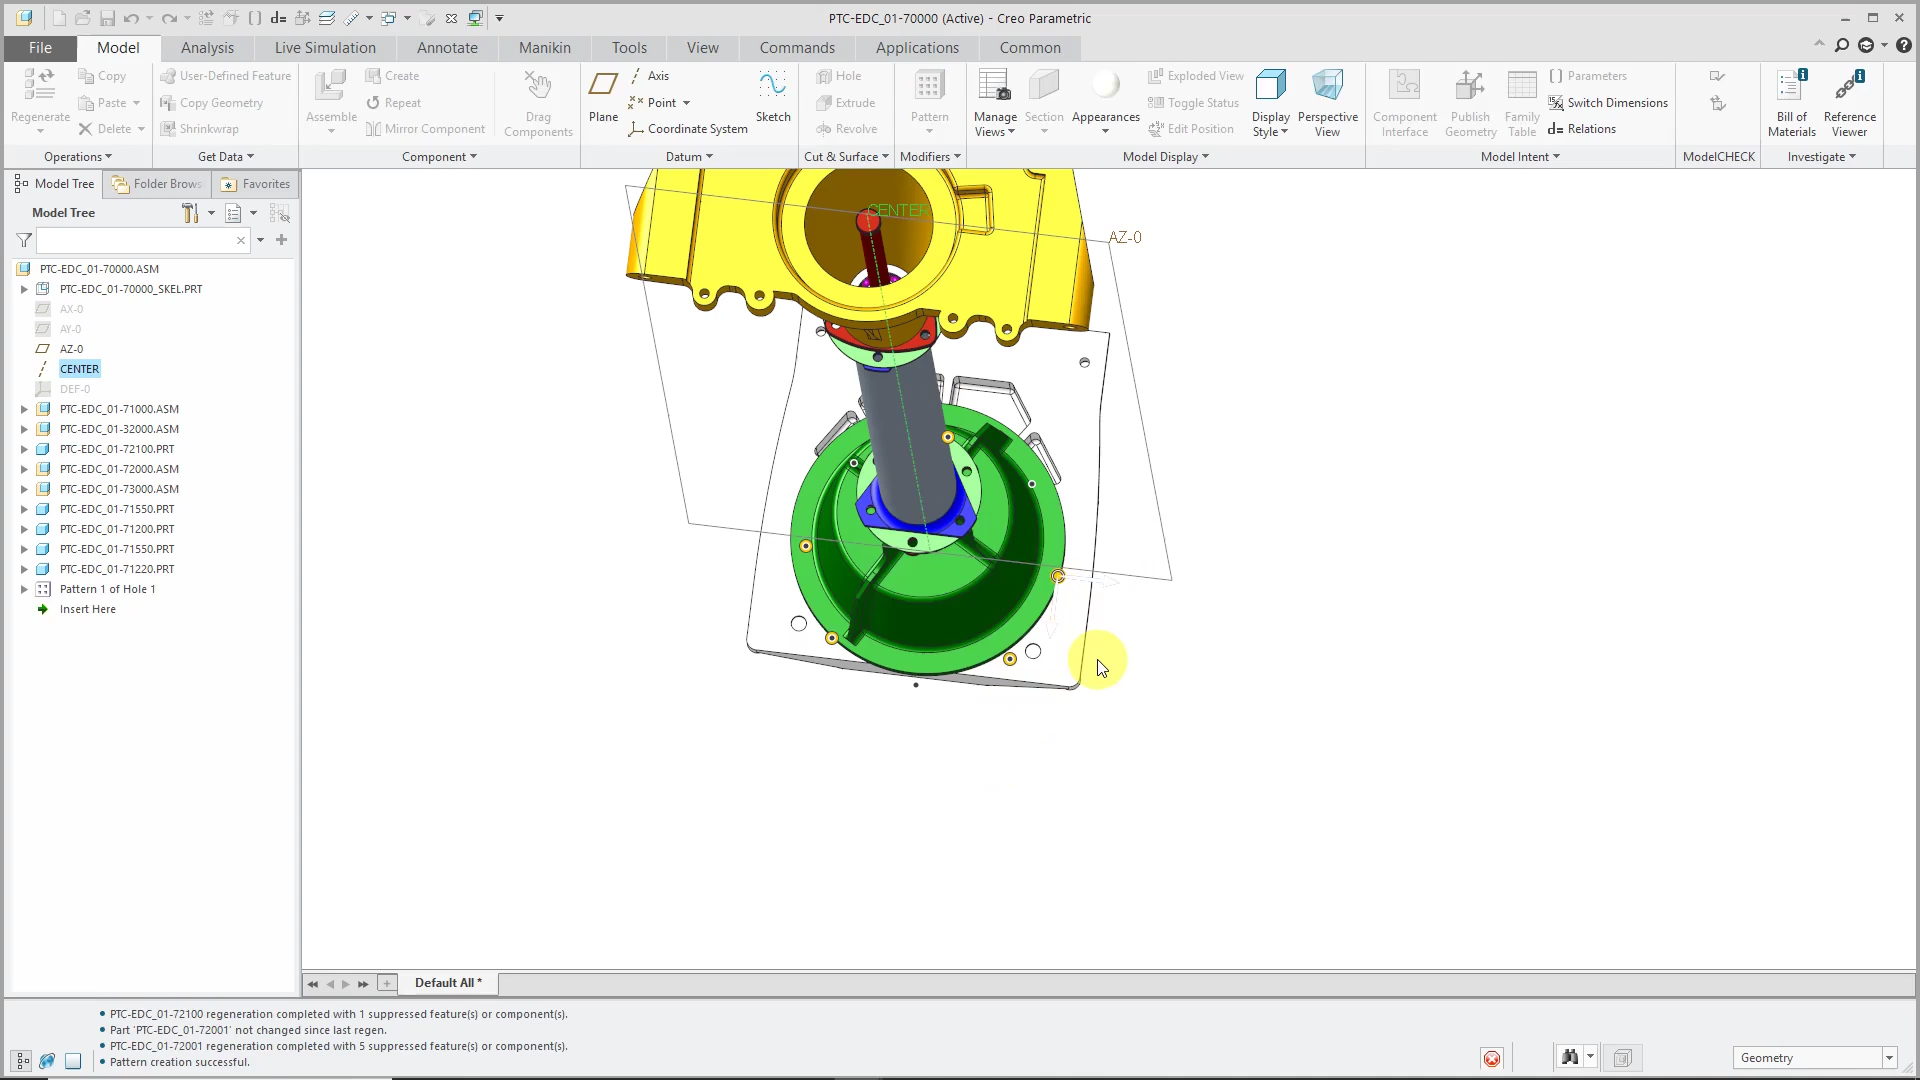 PTC-EDC_01-70000 (Active) - Creo Parametric
File
Model
Analysis
Live Simulation
Annotate
Manikin
Tools
View
Commands
Applications
Common
Regenerate
Copy
Paste
Delete
User-Defined Feature
Copy Geometry
Shrinkwrap
Assemble
Create
Repeat
Mirror Component
Drag
Components
Plane
Axis
Point
Coordinate System
Sketch
Hole
Extrude
Revolve
Pattern
Manage
Views
Section
Appearances
Exploded View
Toggle Status
Edit Position
Display
Style
Perspective
View
Component
Interface
Publish
Geometry
Family
Table
Parameters
Switch Dimensions
d= Relations
Bill of
Materials
Reference
Viewer
Operations
Get Data
Component
Datum
Cut & Surface
Modifiers
Model Display
Model Intent
ModelCHECK
Investigate
Model Tree
Folder Brows
Favorites
Model Tree
PTC-EDC_01-70000.ASM
PTC-EDC_01-70000_SKEL.PRT
AX-0
AY-0
AZ-0
CENTER
DEF-0
PTC-EDC_01-71000.ASM
PTC-EDC_01-32000.ASM
PTC-EDC_01-72100.PRT
PTC-EDC_01-72000.ASM
PTC-EDC_01-73000.ASM
PTC-EDC_01-71550.PRT
PTC-EDC_01-71200.PRT
PTC-EDC_01-71550.PRT
PTC-EDC_01-71220.PRT
Pattern 1 of Hole 1
Insert Here
CENTER
AZ-0
Default All *
PTC-EDC_01-72100 regeneration completed with 1 suppressed feature(s) or component(s).
Part 'PTC-EDC_01-72001' not changed since last regen.
PTC-EDC_01-72001 regeneration completed with 5 suppressed feature(s) or component(s).
Pattern creation successful.
Geometry